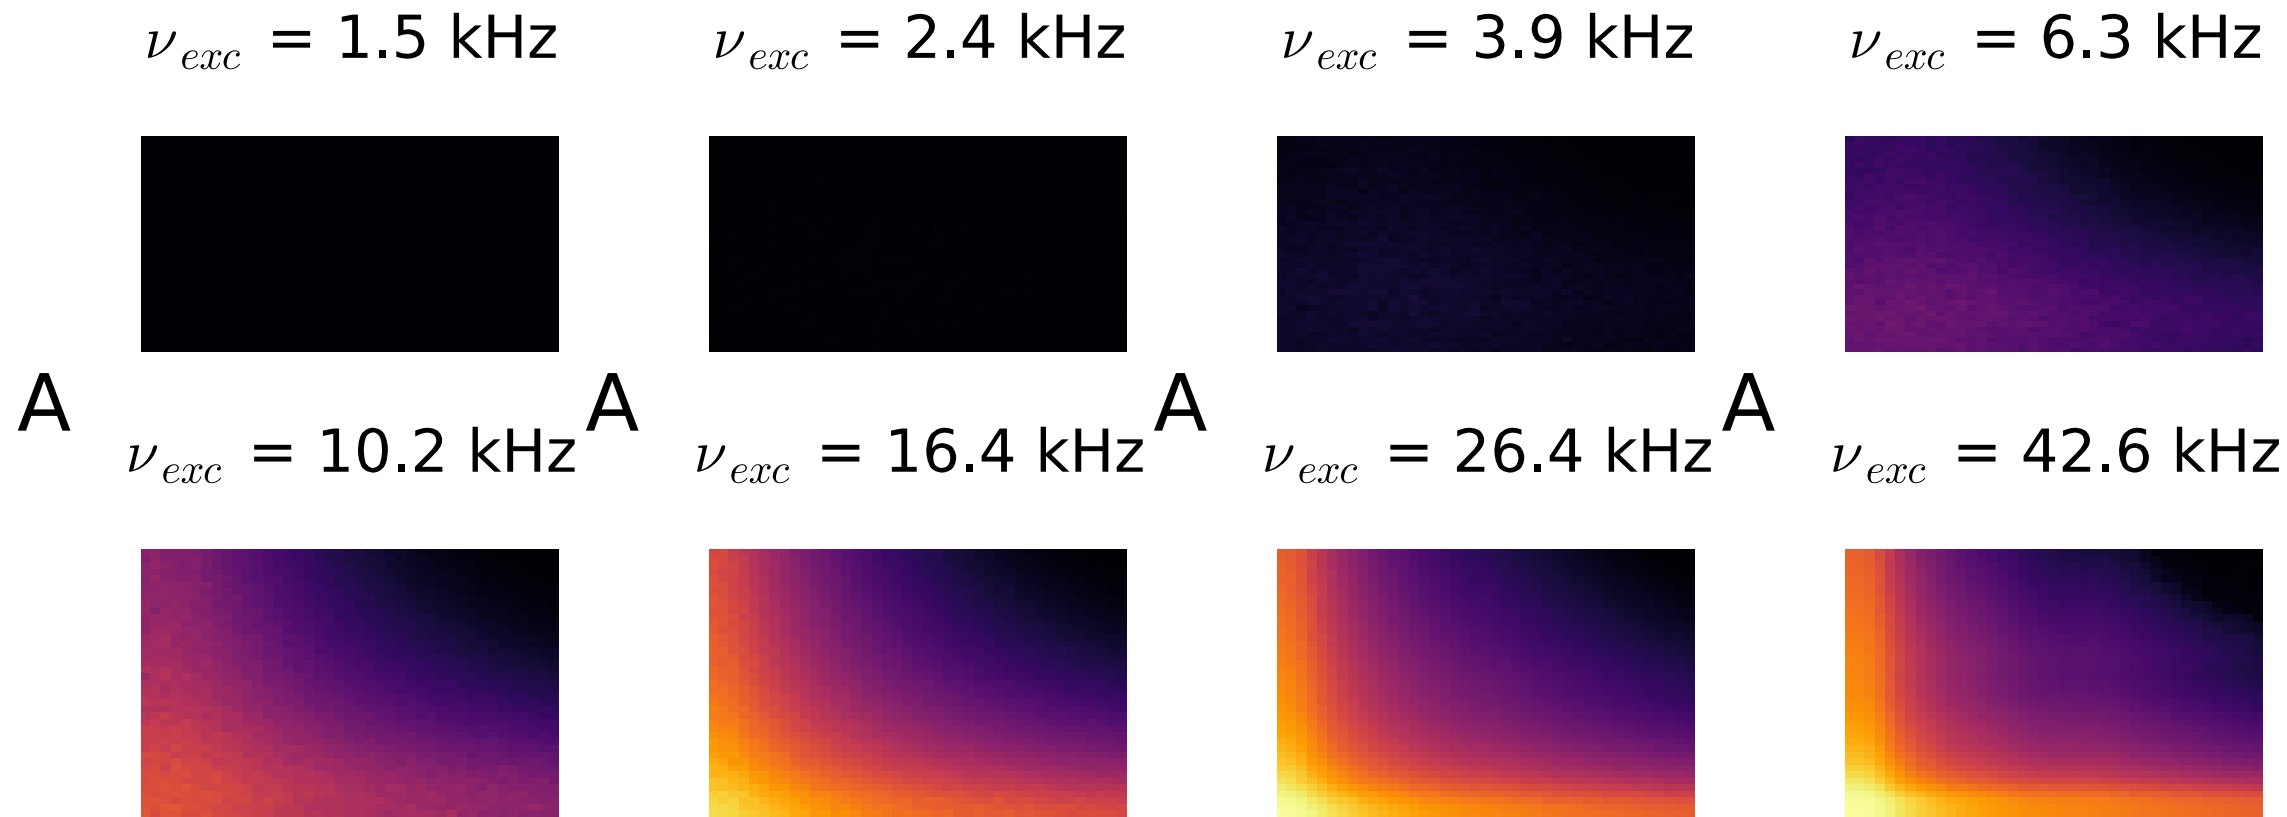 ν_exc = 1.5 kHz
ν_exc = 2.4 kHz
ν_exc = 3.9 kHz
ν_exc = 6.3 kHz
A
A
A
A
ν_exc = 10.2 kHz
ν_exc = 16.4 kHz
ν_exc = 26.4 kHz
ν_exc = 42.6 kHz